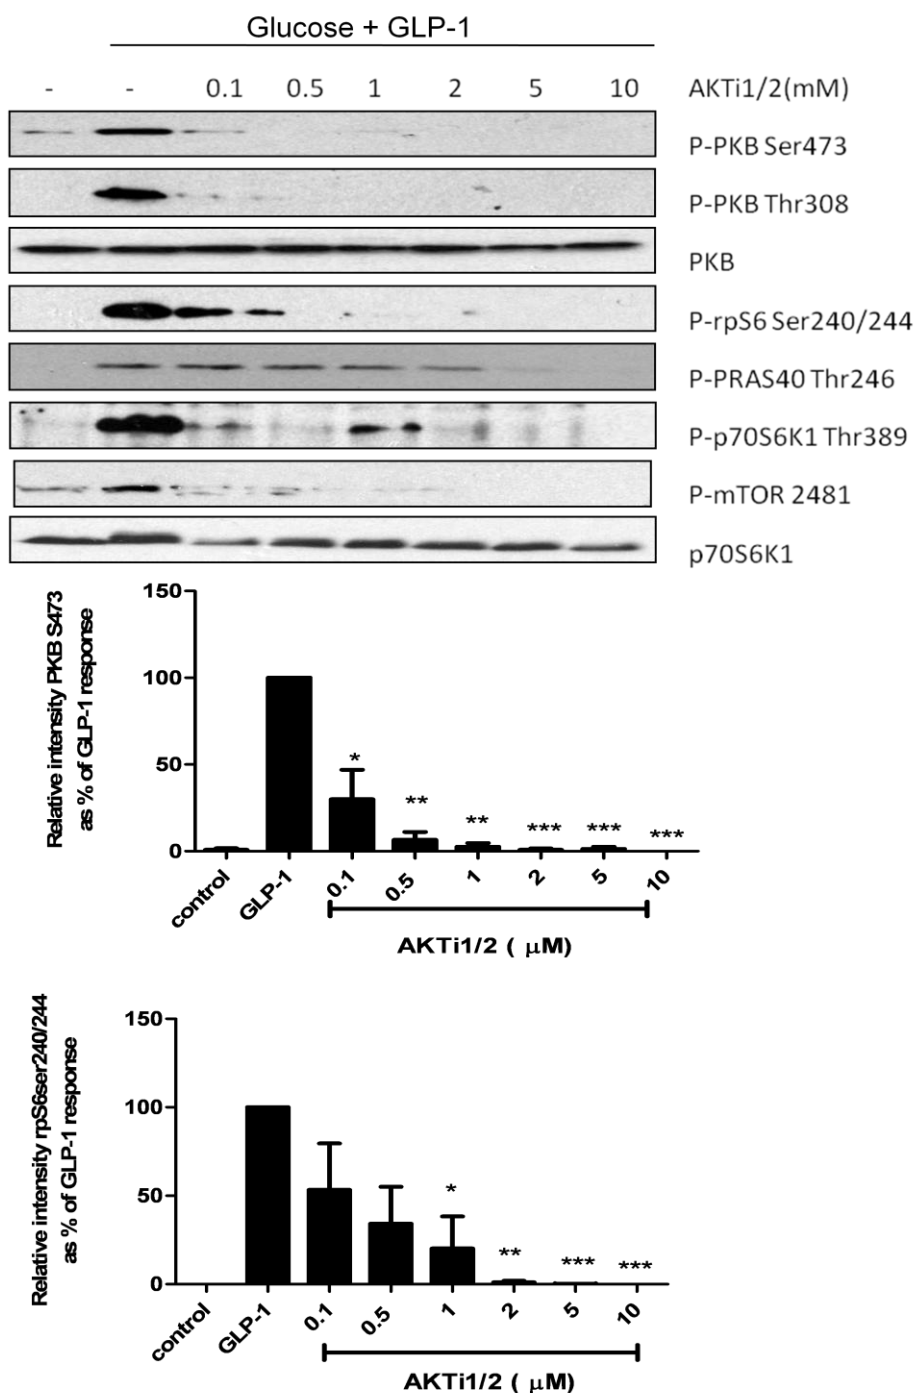 Glucose + GLP-1
- - 0.1 0.5 1 2 5 10 AKTi1/2(mM)
P-PKB Ser473
P-PKB Thr308
PKB
P-rpS6 Ser240/244
P-PRAS40 Thr246
P-p70S6K1 Thr389
P-mTOR 2481
p70S6K1
Relative intensity PKB S473
as % of GLP-1 response
150
100
50
0
* ** ** *** *** ***
control GLP-1 0.1 0.5 1 2 5 10
AKTi1/2 ( μM)
Relative intensity rpS6ser240/244
as % of GLP-1 response
150
100
50
0
* ** *** ***
control GLP-1 0.1 0.5 1 2 5 10
AKTi1/2 ( μM)